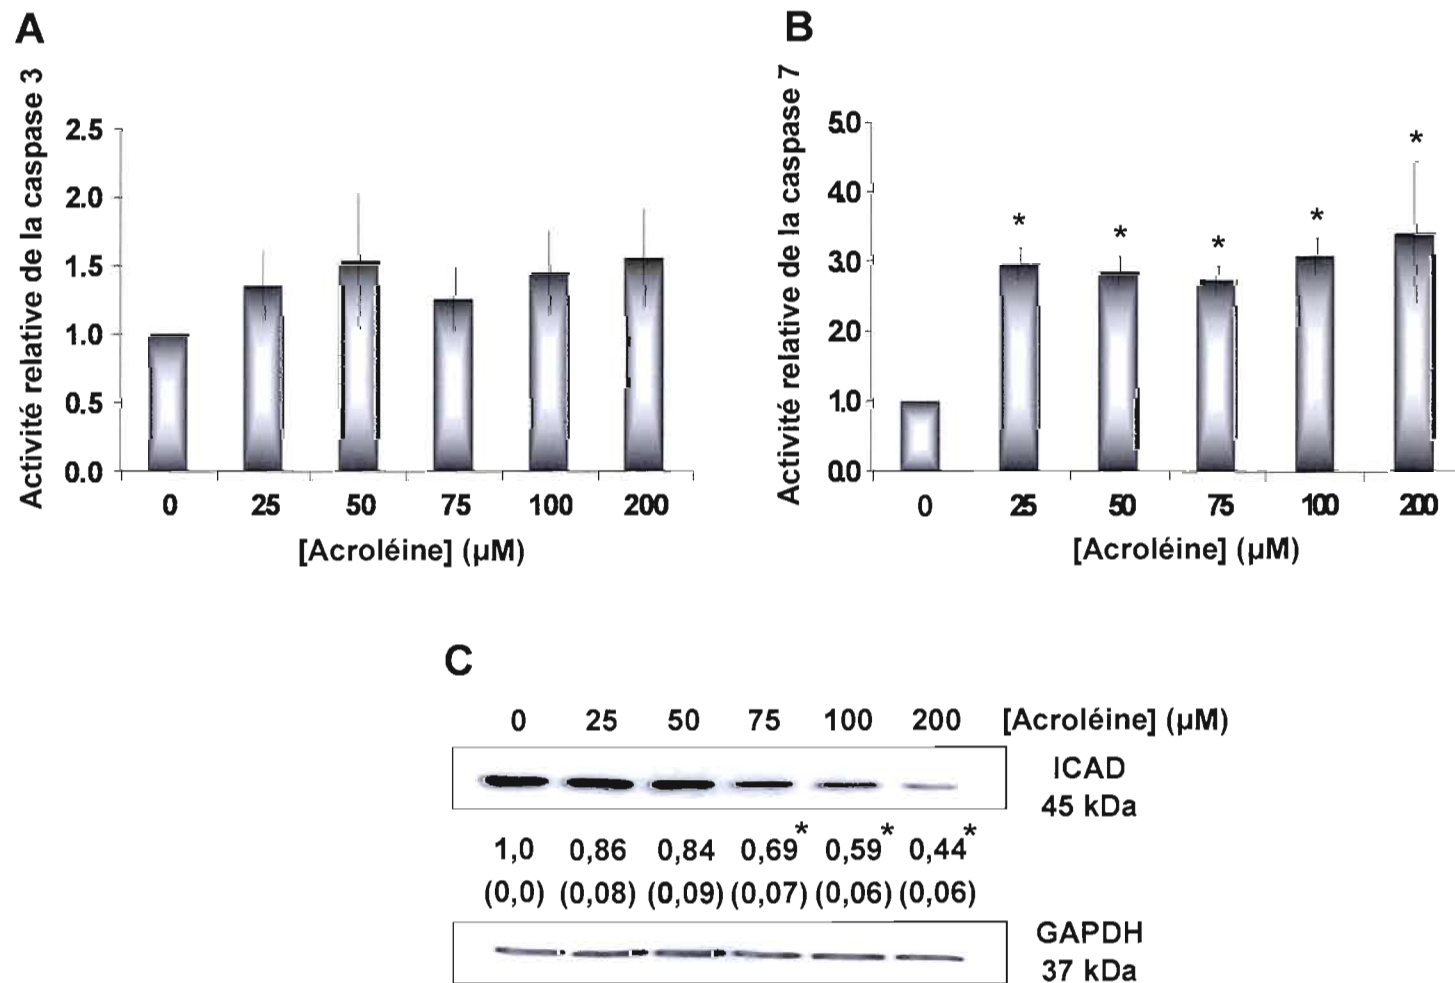 A
Activité relative de la caspase 3
2.5
2.0
1.5
1.0
0.5
0.0
0 25 50 75 100 200
[Acroléine] (µM)
B
Activité relative de la caspase 7
5.0
4.0
3.0
2.0
1.0
0.0
* * * * *
0 25 50 75 100 200
[Acroléine] (µM)
C
0 25 50 75 100 200 [Acroléine] (µM)
ICAD
45 kDa
1,0 0,86 0,84 0,69* 0,59* 0,44*
(0,0) (0,08) (0,09) (0,07) (0,06) (0,06)
GAPDH
37 kDa